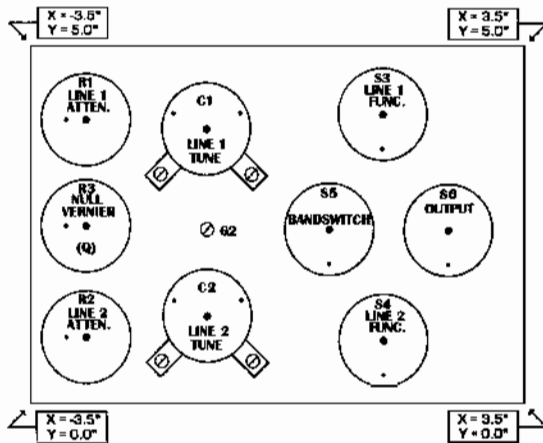 X = -3.5"
Y = 5.0"
X = 3.5"
Y = 5.0"
R1
LINE 1
ATTEN.
C1
LINE 1
TUNE
S3
LINE 1
FUNC.
R3
NULL
VERNIER
(Q)
G2
S5
BANDSWITCH
S6
OUTPUT
R2
LINE 2
ATTEN.
C2
LINE 2
TUNE
S4
LINE 2
FUNC.
X = -3.5"
Y = 0.0"
X = 3.5"
Y = 0.0"